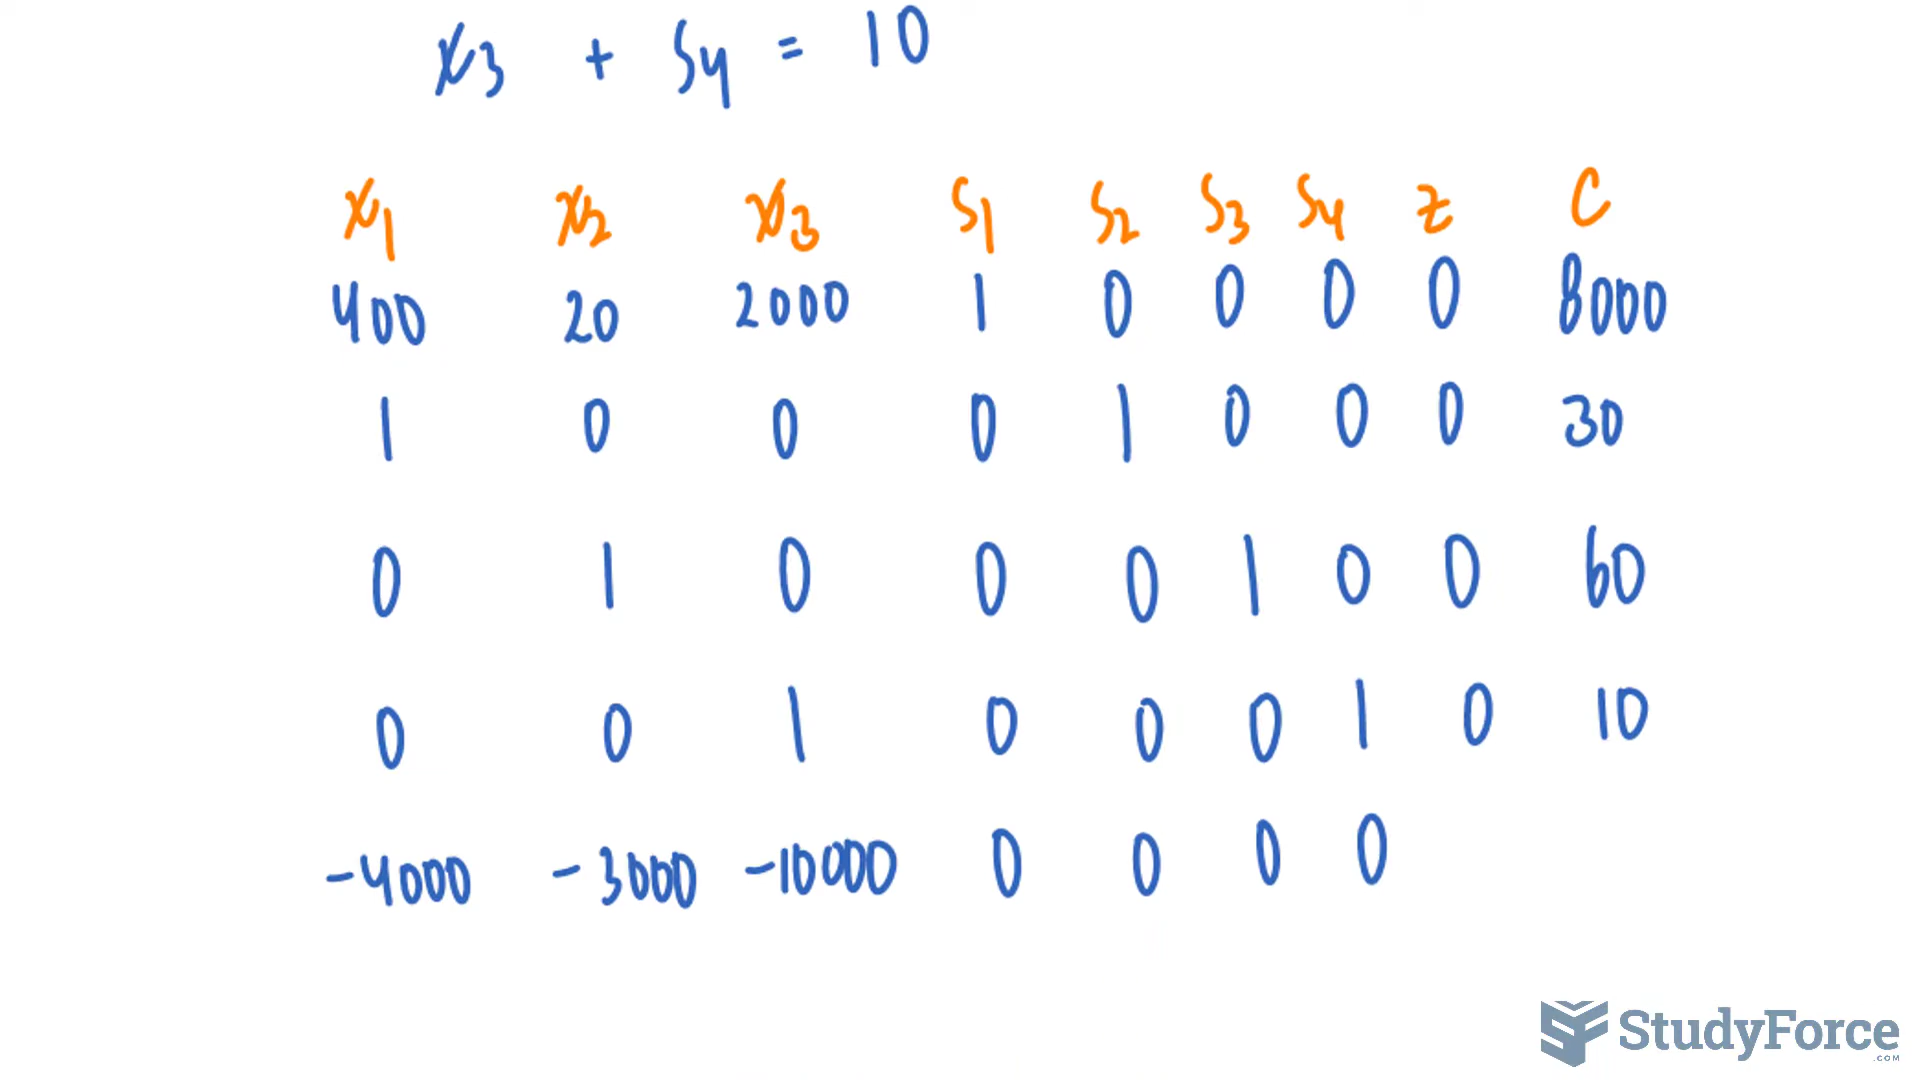 x3 + S4 = 10
x1 x2 x3 S1 S2 S3 S4 z C
400 20 2000 1 0 0 0 0 8000
1 0 0 0 1 0 0 0 30
0 1 0 0 0 1 0 0 60
0 0 1 0 0 0 1 0 10
-4000 -3000 -10000 0 0 0 0
StudyForce
.COM